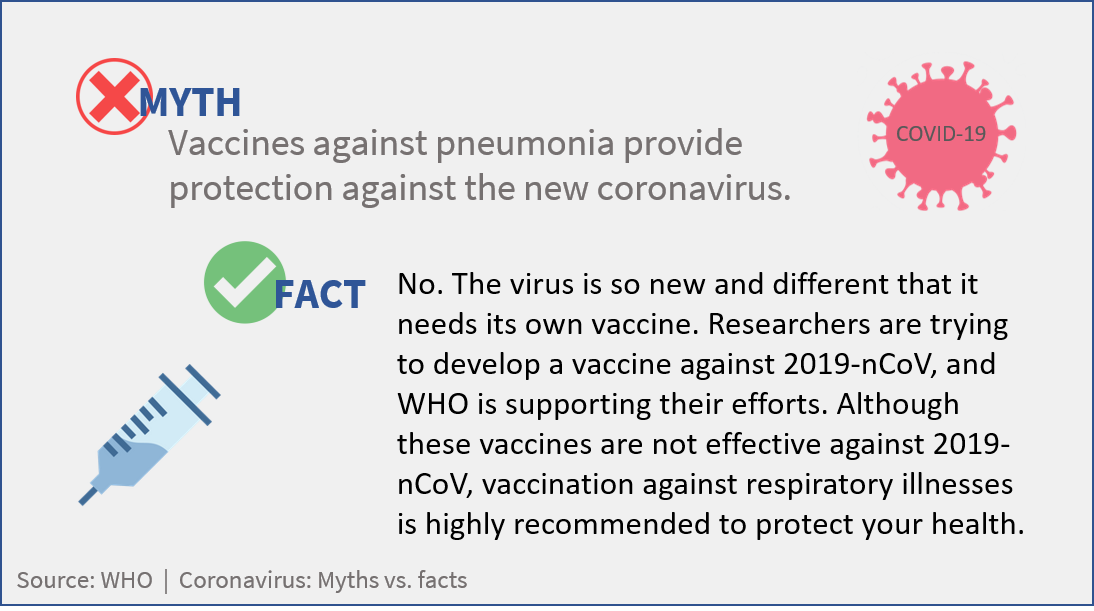 MYTH
Vaccines against pneumonia provide
protection against the new coronavirus.
COVID-19
FACT
No. The virus is so new and different that it
needs its own vaccine. Researchers are trying
to develop a vaccine against 2019-nCoV, and
WHO is supporting their efforts. Although
these vaccines are not effective against 2019-
nCoV, vaccination against respiratory illnesses
is highly recommended to protect your health.
Source: WHO | Coronavirus: Myths vs. facts